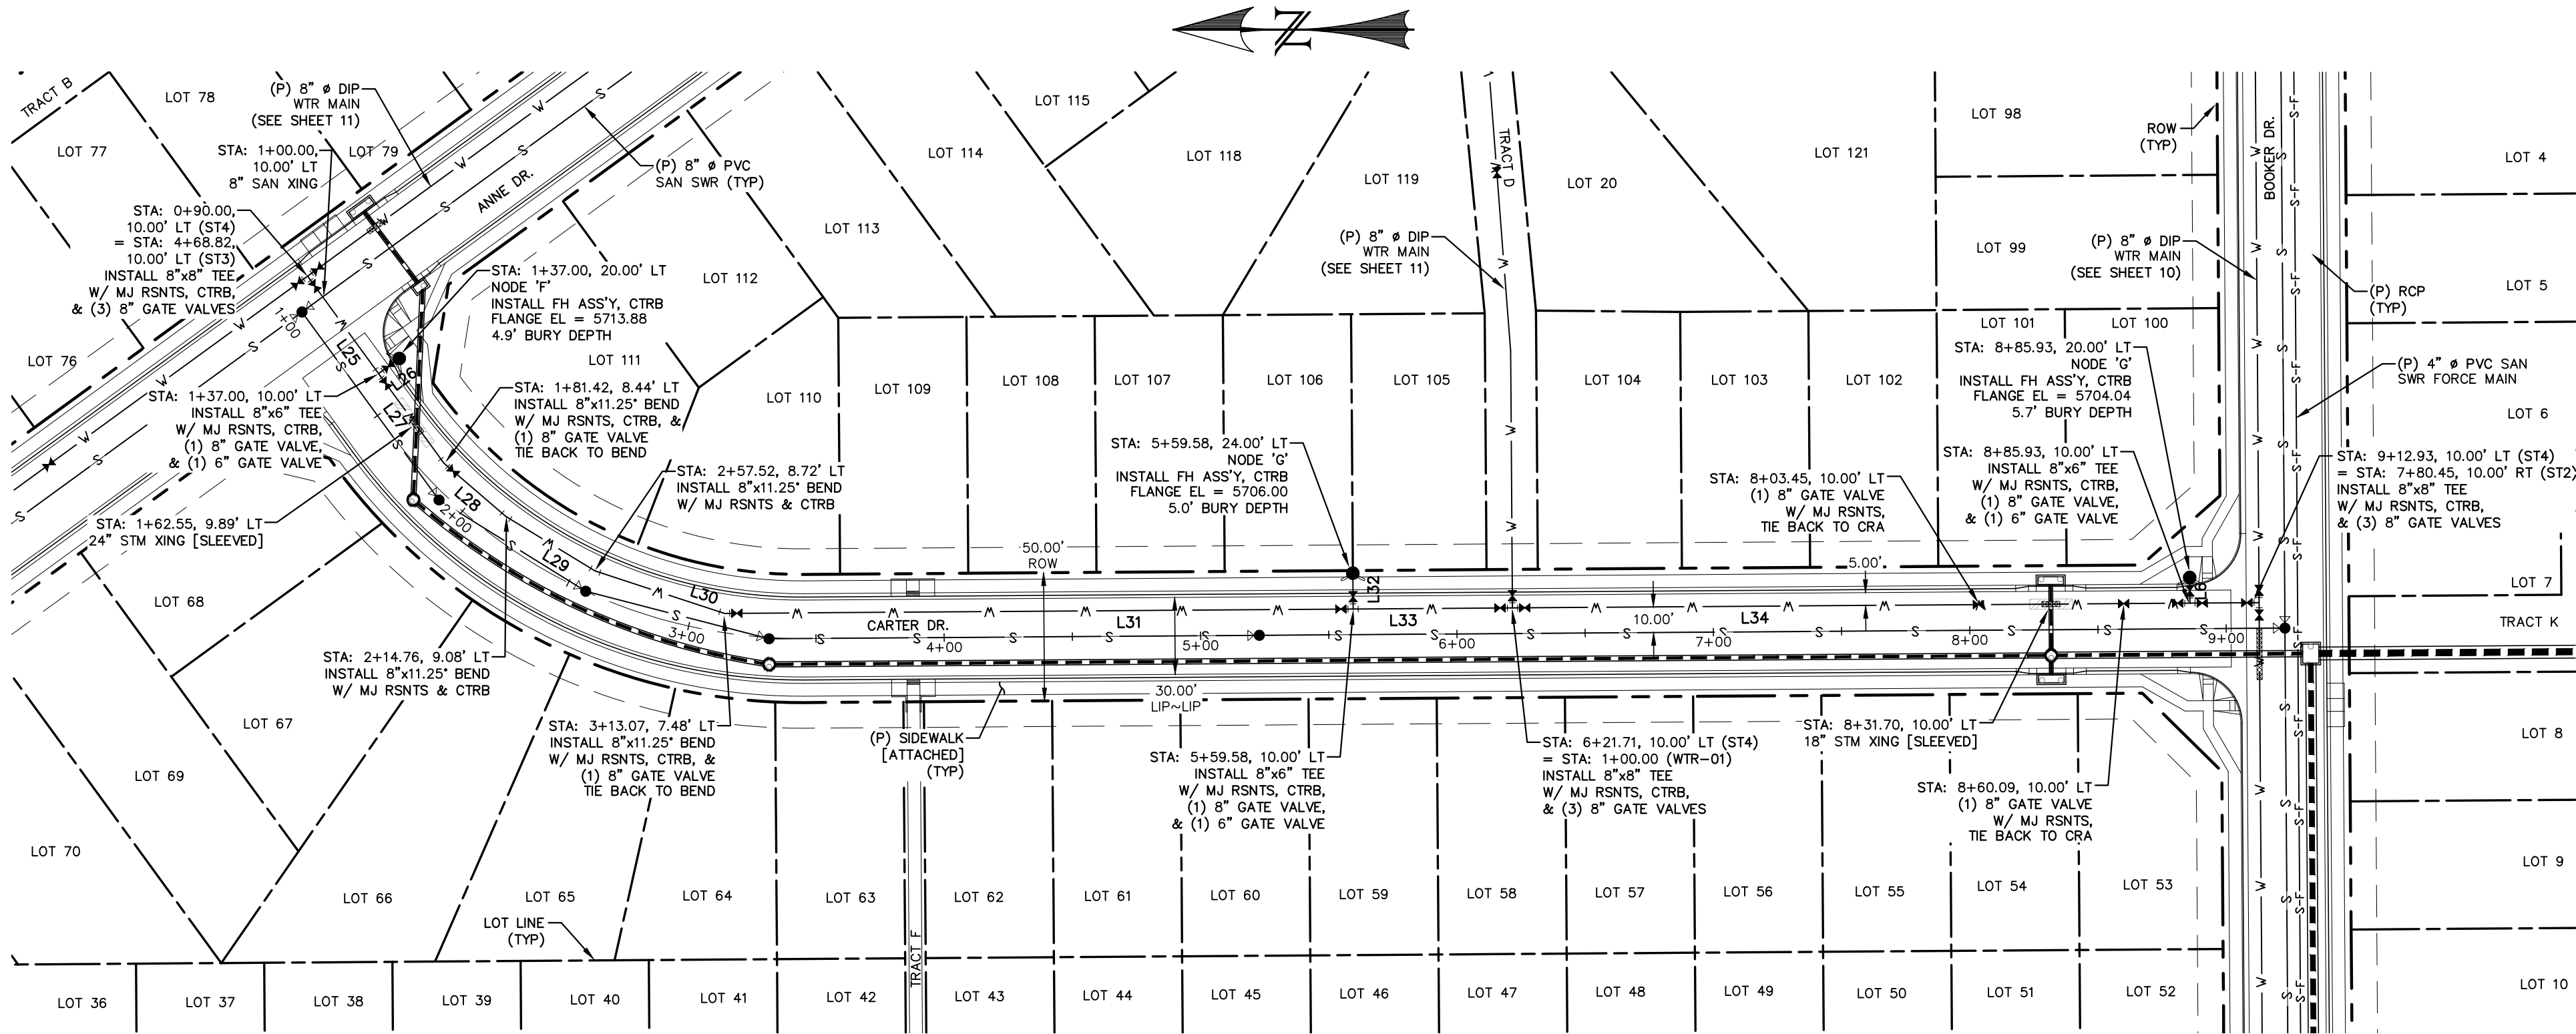 N
TRACT B
LOT 78
(P) 8" ø DIP
WTR MAIN
(SEE SHEET 11)
LOT 77
LOT 79
STA: 1+00.00,
10.00' LT
8" SAN XING
(P) 8" ø PVC
SAN SWR (TYP)
ANNE DR.
STA: 0+90.00,
10.00' LT (ST4)
= STA: 4+68.82,
10.00' LT (ST3)
INSTALL 8"x8" TEE
W/ MJ RSNTS, CTRB,
& (3) 8" GATE VALVES
1+00
LOT 76
STA: 1+37.00, 20.00' LT
NODE 'F'
INSTALL FH ASS'Y, CTRB
FLANGE EL = 5713.88
4.9' BURY DEPTH
LOT 115
LOT 114
LOT 118
LOT 113
LOT 112
LOT 111
LOT 119
TRACT D
LOT 20
LOT 121
(P) 8" ø DIP
WTR MAIN
(SEE SHEET 11)
LOT 98
LOT 99
ROW
(TYP)
BOOKER DR.
(P) 8" ø DIP
WTR MAIN
(SEE SHEET 10)
LOT 4
LOT 5
(P) RCP
(TYP)
(P) 4" ø PVC SAN
SWR FORCE MAIN
LOT 6
L25
L26
L27
STA: 1+37.00, 10.00' LT
INSTALL 8"x6" TEE
W/ MJ RSNTS, CTRB,
(1) 8" GATE VALVE,
& (1) 6" GATE VALVE
STA: 1+81.42, 8.44' LT
INSTALL 8"x11.25° BEND
W/ MJ RSNTS, CTRB, &
(1) 8" GATE VALVE
TIE BACK TO BEND
STA: 2+57.52, 8.72' LT
INSTALL 8"x11.25° BEND
W/ MJ RSNTS & CTRB
STA: 1+62.55, 9.89' LT
24" STM XING [SLEEVED]
LOT 110
LOT 109
LOT 108
LOT 107
LOT 106
LOT 105
LOT 104
LOT 103
LOT 102
LOT 101
LOT 100
STA: 8+85.93, 20.00' LT
NODE 'G'
INSTALL FH ASS'Y, CTRB
FLANGE EL = 5704.04
5.7' BURY DEPTH
STA: 5+59.58, 24.00' LT
NODE 'G'
INSTALL FH ASS'Y, CTRB
FLANGE EL = 5706.00
5.0' BURY DEPTH
STA: 8+03.45, 10.00' LT
(1) 8" GATE VALVE
W/ MJ RSNTS,
TIE BACK TO CRA
STA: 8+85.93, 10.00' LT
INSTALL 8"x6" TEE
W/ MJ RSNTS, CTRB,
(1) 8" GATE VALVE,
& (1) 6" GATE VALVE
STA: 9+12.93, 10.00' LT (ST4)
= STA: 7+80.45, 10.00' RT (ST2)
INSTALL 8"x8" TEE
W/ MJ RSNTS, CTRB,
& (3) 8" GATE VALVES
L28
2+00
L29
L30
50.00'
ROW
L31
L32
L33
10.00'
5.00'
L34
CARTER DR.
3+00
4+00
5+00
6+00
7+00
8+00
9+00
LOT 7
TRACT K
LOT 68
STA: 2+14.76, 9.08' LT
INSTALL 8"x11.25° BEND
W/ MJ RSNTS & CTRB
LOT 67
STA: 3+13.07, 7.48' LT
INSTALL 8"x11.25° BEND
W/ MJ RSNTS, CTRB, &
(1) 8" GATE VALVE
TIE BACK TO BEND
(P) SIDEWALK
[ATTACHED]
(TYP)
30.00'
LIP~LIP
STA: 5+59.58, 10.00' LT
INSTALL 8"x6" TEE
W/ MJ RSNTS, CTRB,
(1) 8" GATE VALVE,
& (1) 6" GATE VALVE
STA: 6+21.71, 10.00' LT (ST4)
= STA: 1+00.00 (WTR-01)
INSTALL 8"x8" TEE
W/ MJ RSNTS, CTRB,
& (3) 8" GATE VALVES
STA: 8+31.70, 10.00' LT
18" STM XING [SLEEVED]
STA: 8+60.09, 10.00' LT
(1) 8" GATE VALVE
W/ MJ RSNTS,
TIE BACK TO CRA
LOT 8
LOT 69
LOT 70
LOT 66
LOT 65
LOT 64
LOT 63
LOT 62
LOT 61
LOT 60
LOT 59
LOT 58
LOT 57
LOT 56
LOT 55
LOT 54
LOT 53
LOT 9
LOT LINE
(TYP)
TRACT F
LOT 36
LOT 37
LOT 38
LOT 39
LOT 40
LOT 41
LOT 42
LOT 43
LOT 44
LOT 45
LOT 46
LOT 47
LOT 48
LOT 49
LOT 50
LOT 51
LOT 52
LOT 10